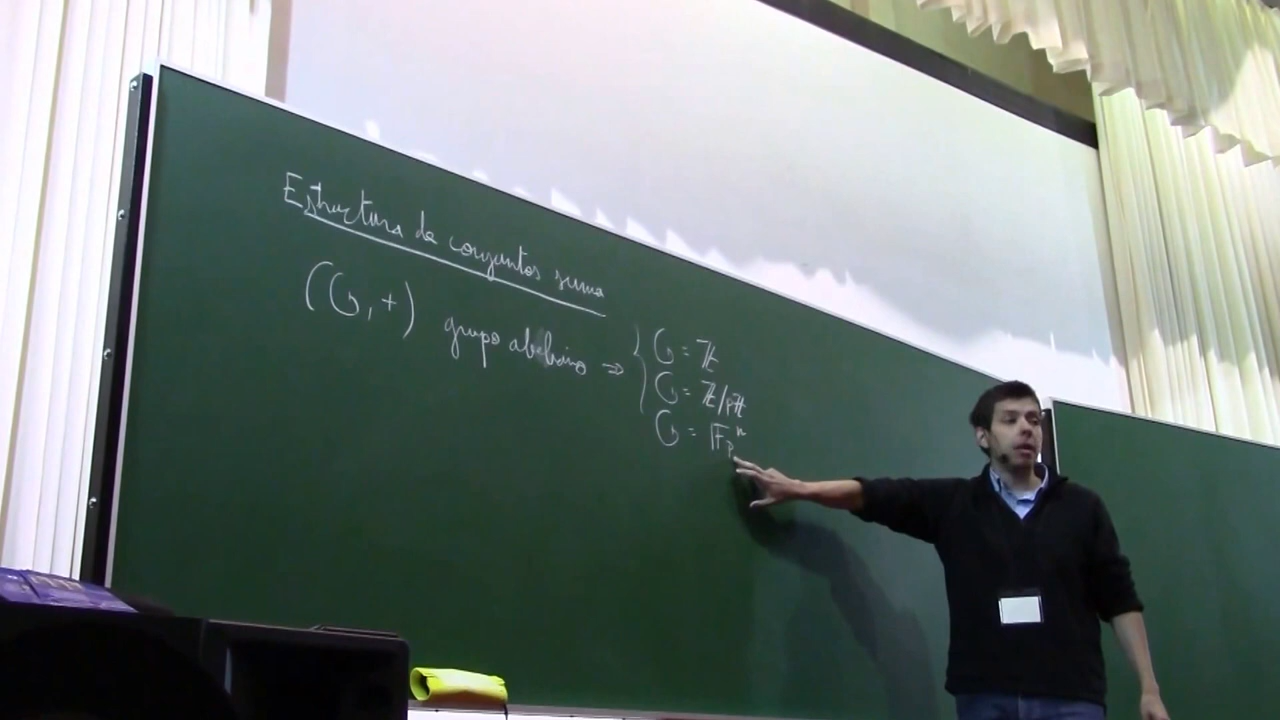 Estructura de conjuntos suma
(G, +) grupo abeliano ⇒ { G = ℤ
G = ℤ/pℤ
G = 𝔽ₚⁿ